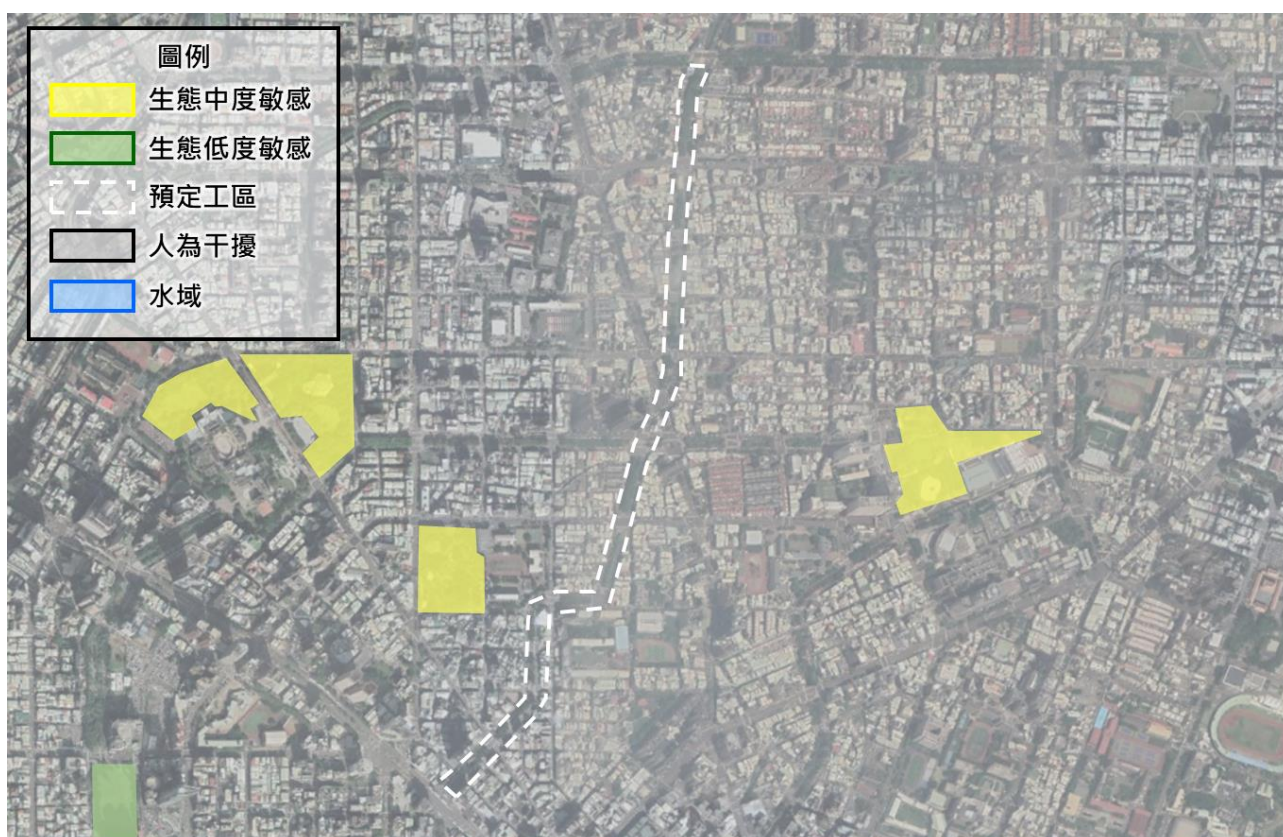 圖例
生態中度敏感
生態低度敏感
預定工區
人為干擾
水域